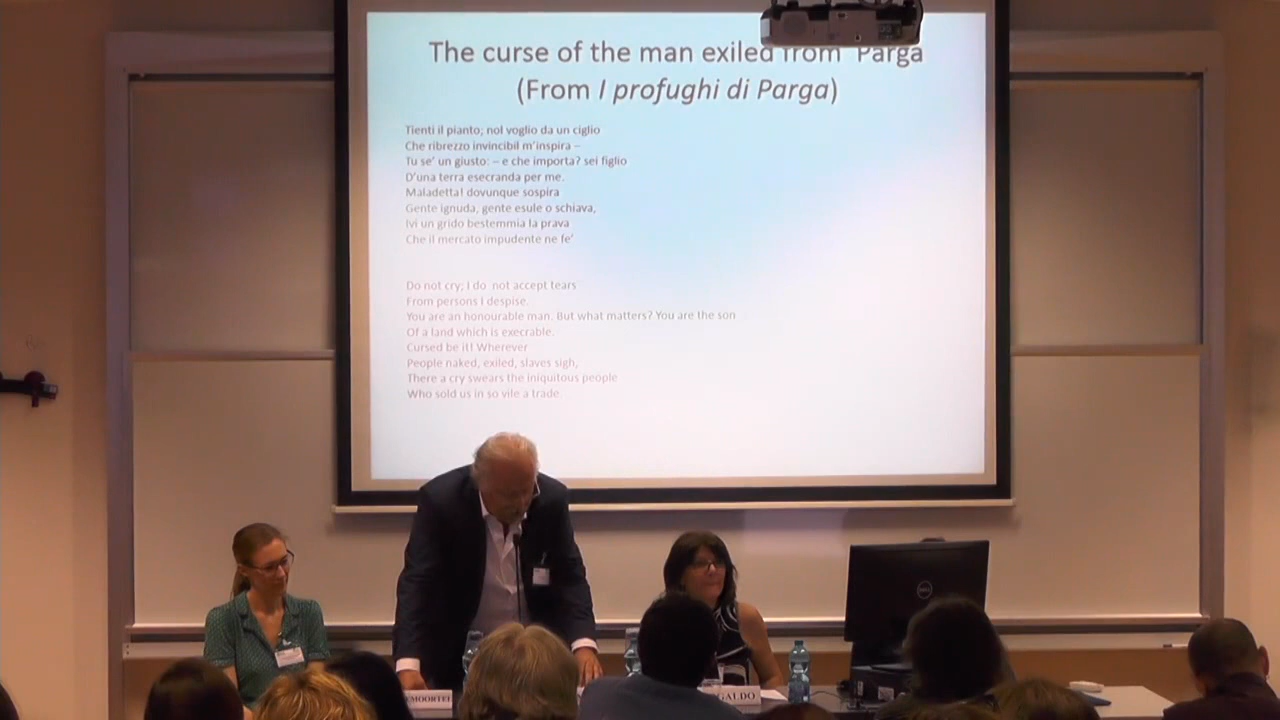 The curse of the man exiled from Parga
(From I profughi di Parga)
Tienti il pianto; nol voglio da un ciglio
Che ribrezzo invincibil m'inspira –
Tu se' un giusto: – e che importa? sei figlio
D'una terra esecranda per me.
Maladetta! dovunque sospira
Gente ignuda, gente esule o schiava,
Ivi un grido bestemmia la prava
Che il mercato impudente ne fe'
Do not cry; I do not accept tears
From persons I despise.
You are an honourable man. But what matters? You are the son
Of a land which is execrable.
Cursed be it! Wherever
People naked, exiled, slaves sigh,
There a cry swears the iniquitous people
Who sold us in so vile a trade.
DELL
GALDO